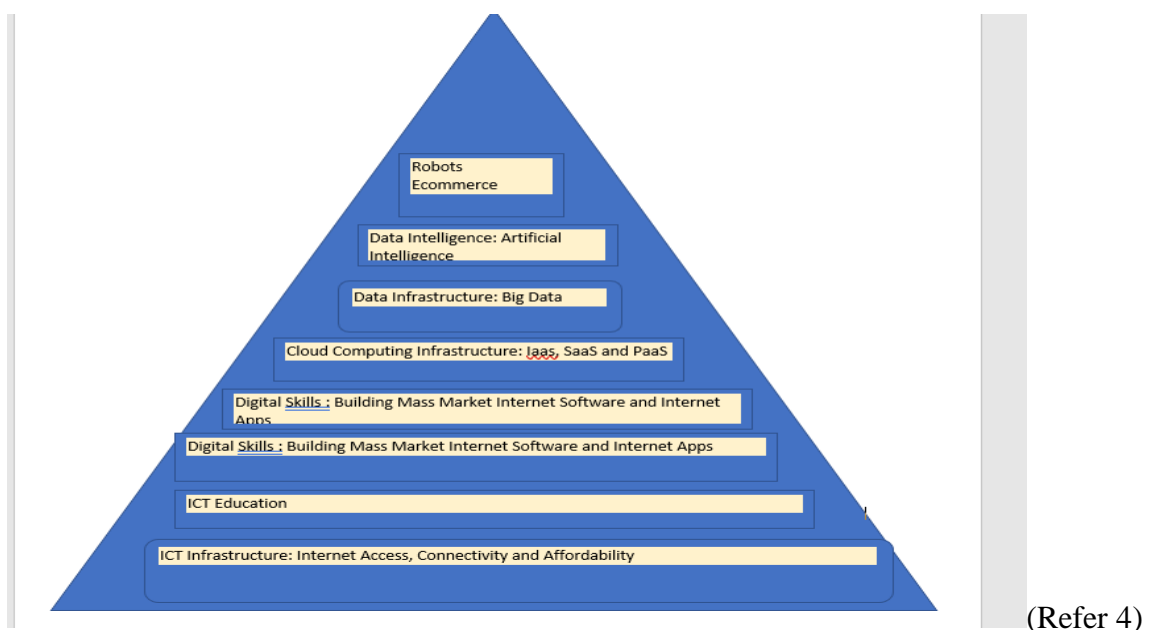 Robots
Ecommerce
Data Intelligence: Artificial
Intelligence
Data Infrastructure: Big Data
Cloud Computing Infrastructure: Iaas, SaaS and PaaS
Digital Skills : Building Mass Market Internet Software and Internet
Apps
Digital Skills : Building Mass Market Internet Software and Internet Apps
ICT Education
ICT Infrastructure: Internet Access, Connectivity and Affordability
(Refer 4)